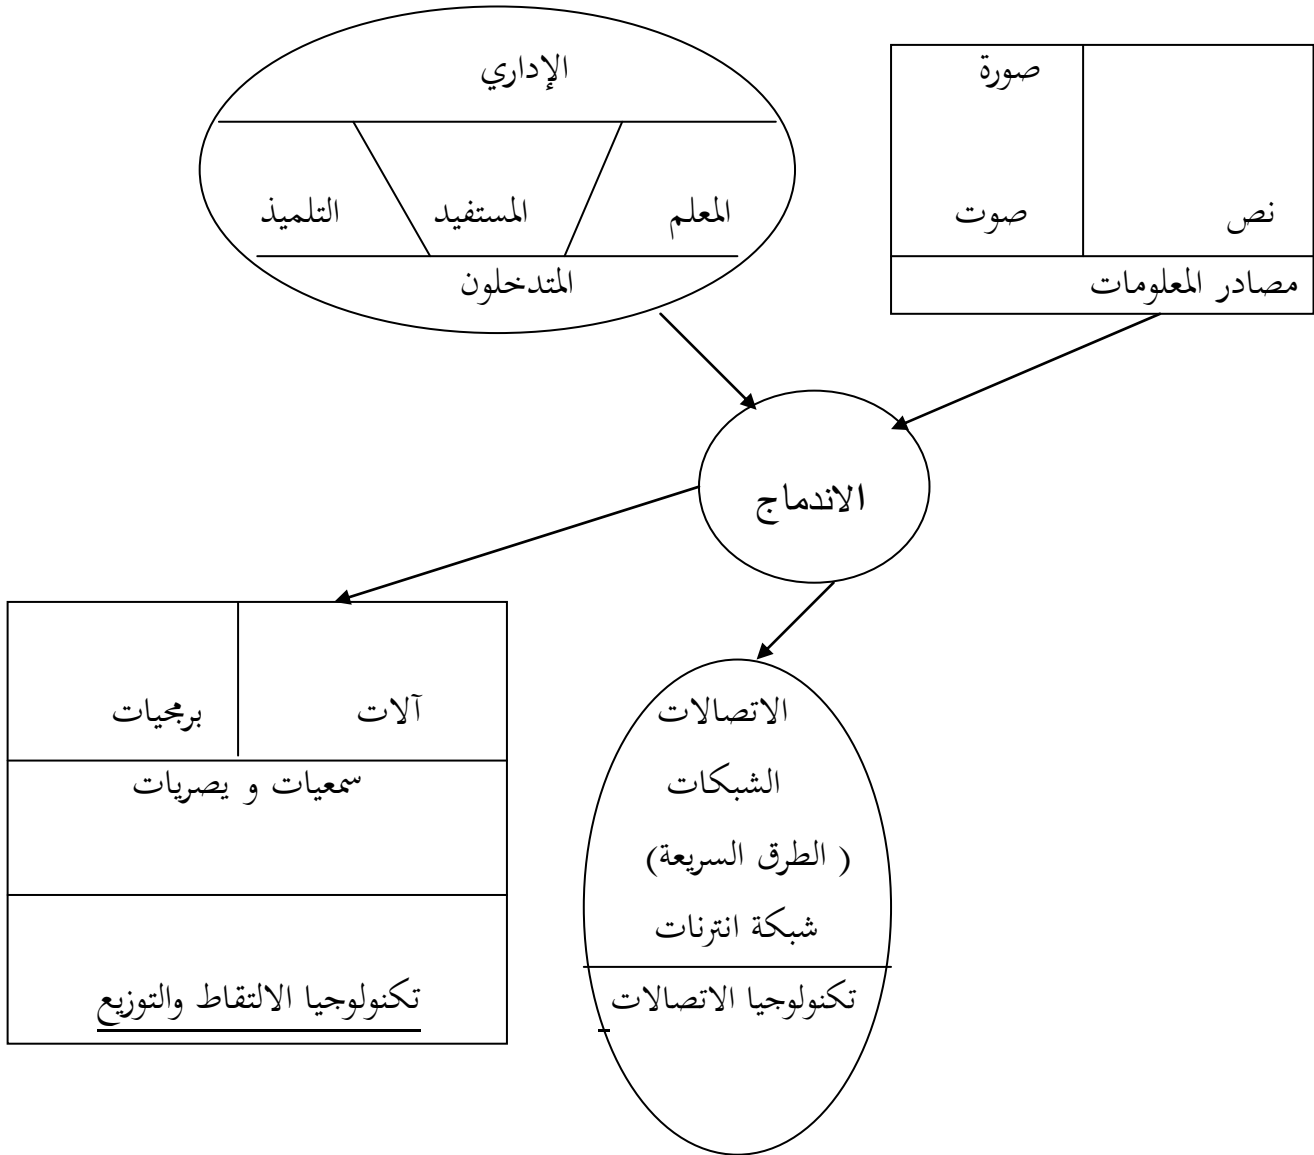 الإداري
المعلم
المستفيد
التلميذ
المتدخلون
صورة
نص
صوت
مصادر المعلومات
الاندماج
آلات
برمجيات
سمعيات و يصريات
تكنولوجيا الالتقاط والتوزيع
الاتصالات
الشبكات
( الطرق السريعة)
شبكة انترنات
تكنولوجيا الاتصالات